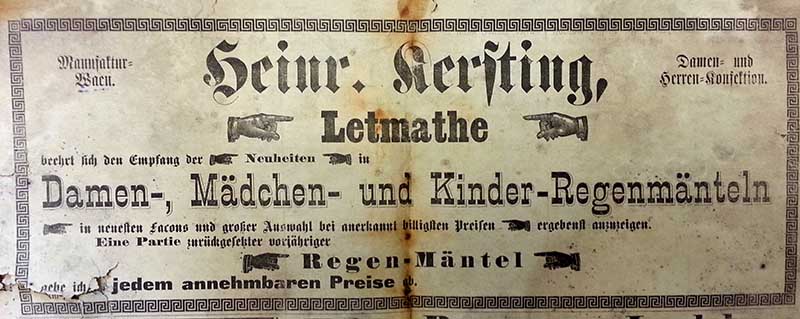 Manufaktur-
Waen.
Heinr. Kersting,
Damen- und
Herren-Konfektion.
Letmathe
beehrt sich den Empfang der Neuheiten in
Damen-, Mädchen- und Kinder-Regenmänteln
in neuesten Facons und großer Auswahl bei anerkannt billigsten Preisen ergebenst anzuzeigen.
Eine Partie zurückgesetzter vorjähriger
Regen-Mäntel
gebe ich jedem annehmbaren Preise ab.